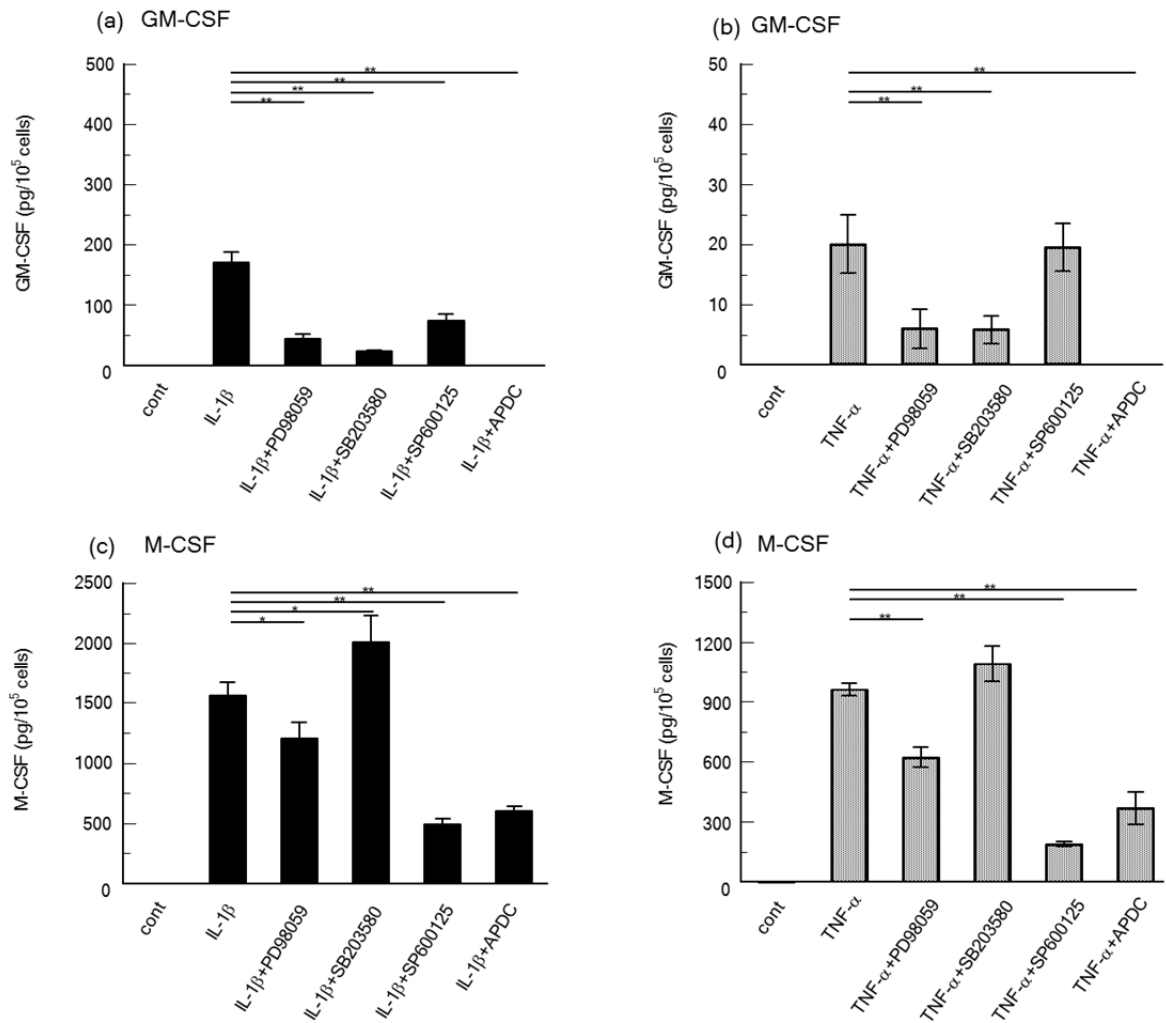 (a) GM-CSF
GM-CSF (pg/10⁵ cells)
500
400
300
200
100
0
**
**
**
**
cont
IL-1β
IL-1β+PD98059
IL-1β+SB203580
IL-1β+SP600125
IL-1β+APDC
(b) GM-CSF
GM-CSF (pg/10⁵ cells)
50
40
30
20
10
0
**
**
**
cont
TNF-α
TNF-α+PD98059
TNF-α+SB203580
TNF-α+SP600125
TNF-α+APDC
(c) M-CSF
M-CSF (pg/10⁵ cells)
2500
2000
1500
1000
500
0
**
**
*
*
cont
IL-1β
IL-1β+PD98059
IL-1β+SB203580
IL-1β+SP600125
IL-1β+APDC
(d) M-CSF
M-CSF (pg/10⁵ cells)
1500
1200
900
600
300
0
**
**
**
cont
TNF-α
TNF-α+PD98059
TNF-α+SB203580
TNF-α+SP600125
TNF-α+APDC